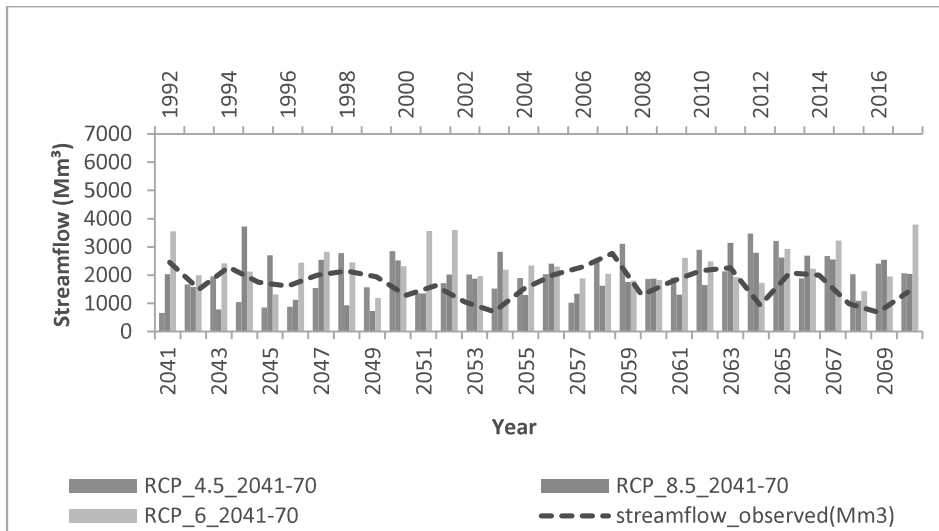 1992 1994 1996 1998 2000 2002 2004 2006 2008 2010 2012 2014 2016
7000
6000
5000
4000
3000
2000
1000
0
Streamflow (Mm³)
2041 2043 2045 2047 2049 2051 2053 2055 2057 2059 2061 2063 2065 2067 2069
Year
RCP_4.5_2041-70 RCP_8.5_2041-70
RCP_6_2041-70 streamflow_observed(Mm3)